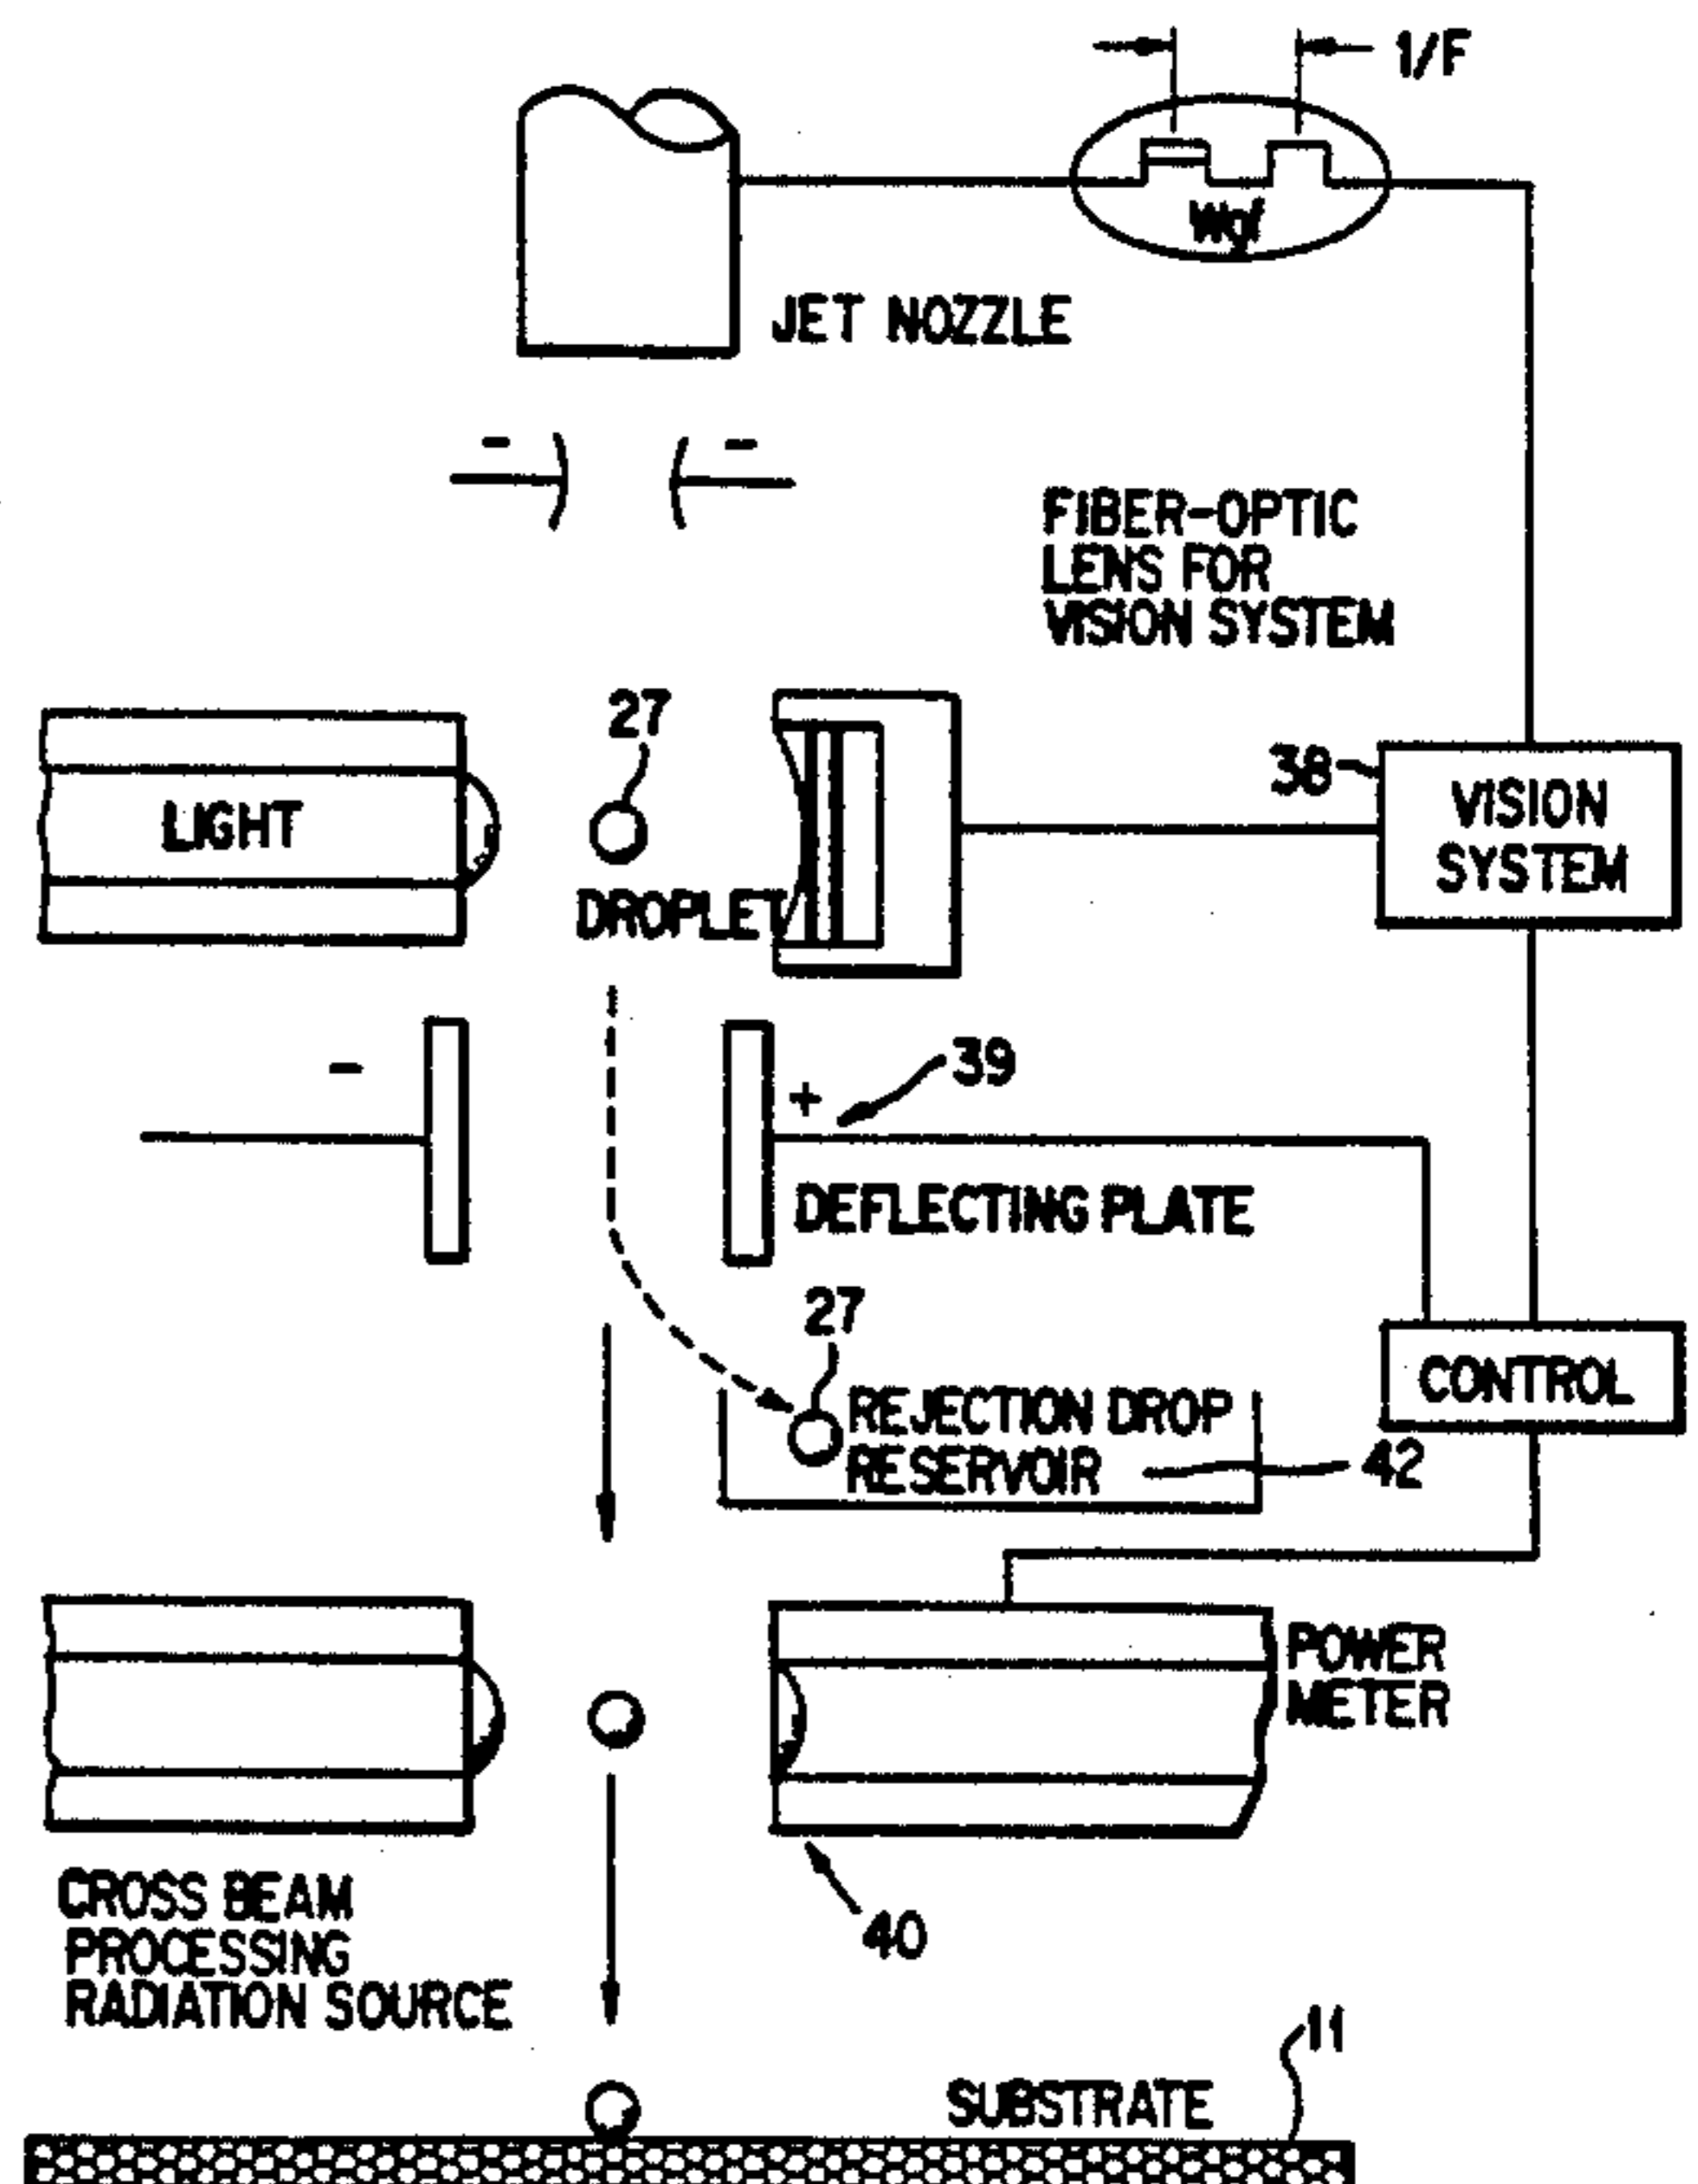 1/F
JET NOZZLE
-
-
FIBER-OPTIC
LENS FOR
VISION SYSTEM
27
LIGHT
38
VISION
SYSTEM
DROPLET
-
+
39
DEFLECTING PLATE
27
CONTROL
REJECTION DROP
RESERVOIR
42
POWER
METER
CROSS BEAM
PROCESSING
RADIATION SOURCE
40
11
SUBSTRATE